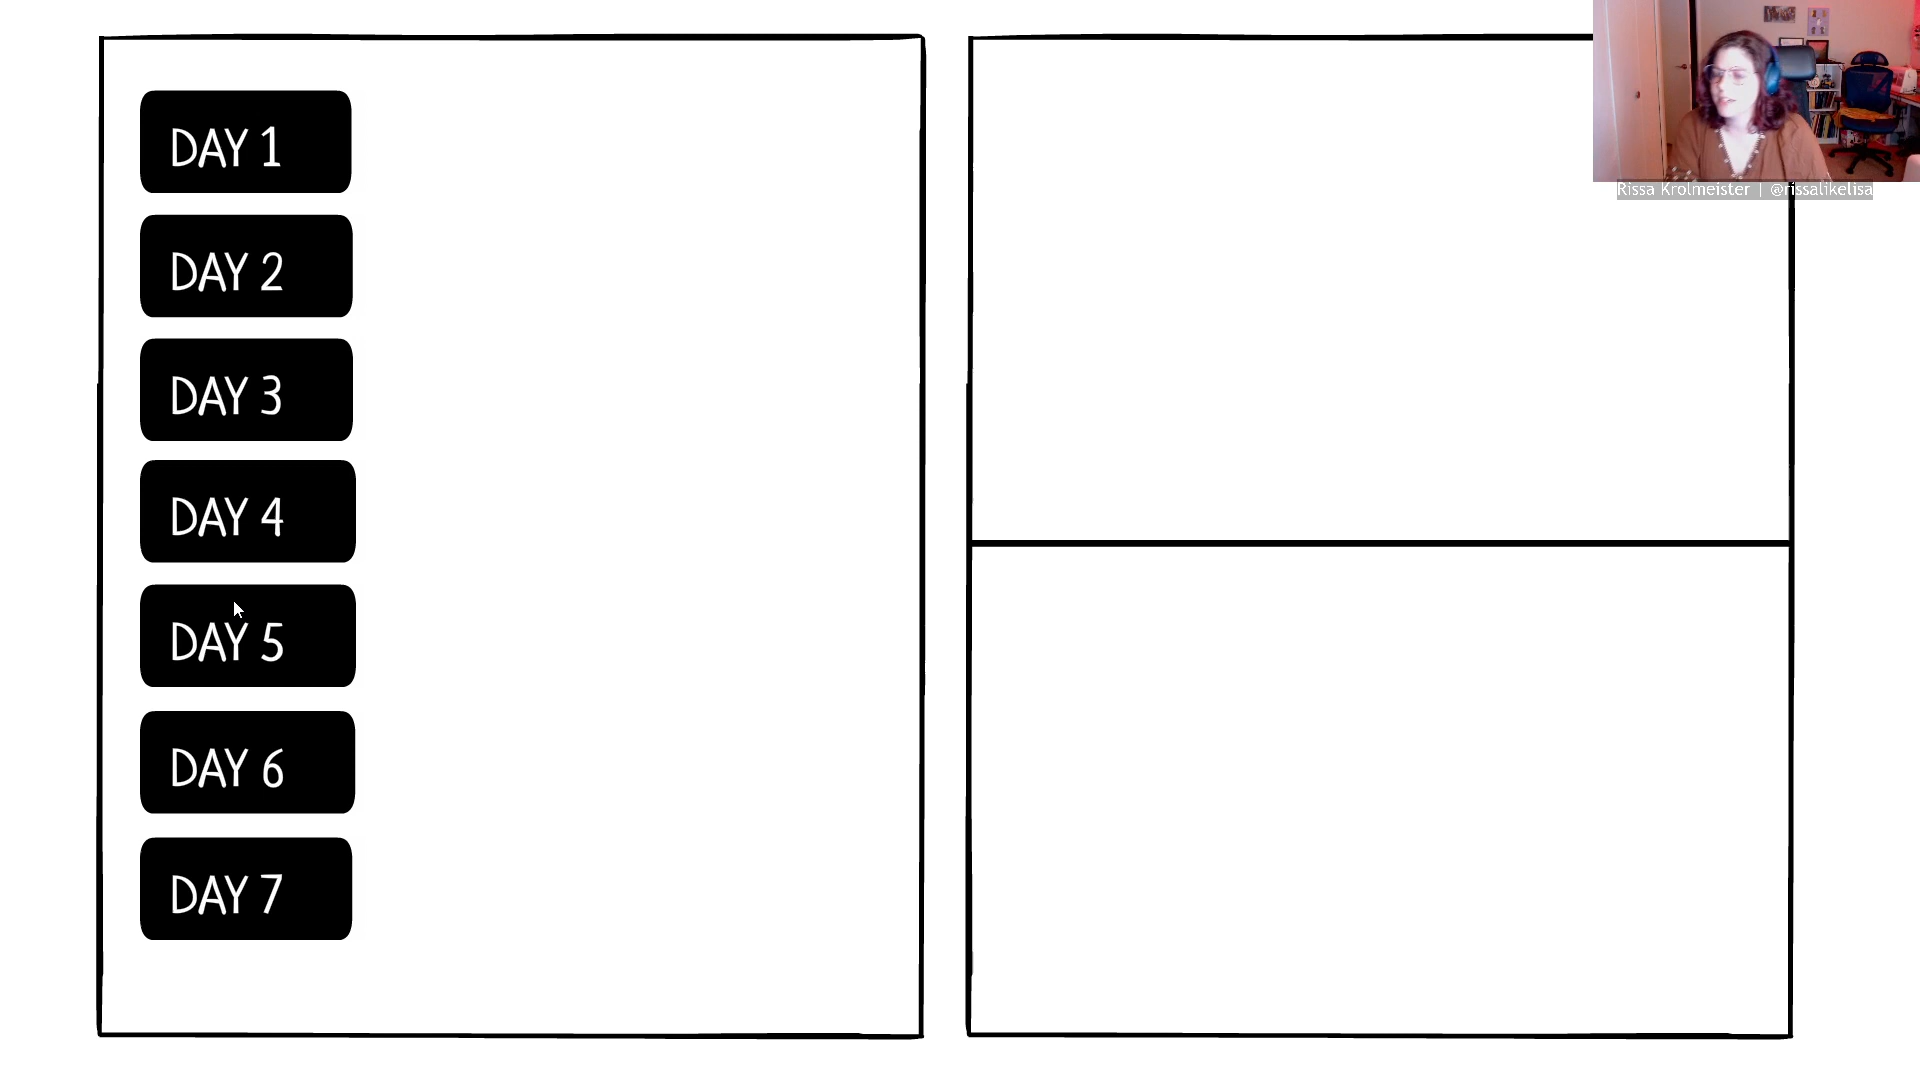 DAY 1
DAY 2
DAY 3
DAY 4
DAY 5
DAY 6
DAY 7
Rissa Krolmeister | @rissalikelisa